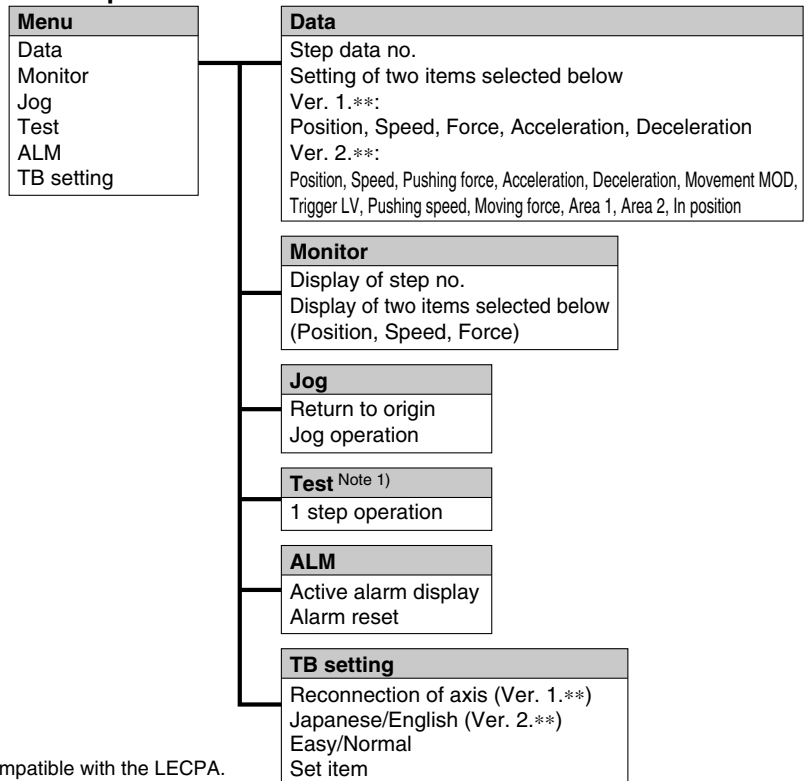 Menu
Data
Monitor
Jog
Test
ALM
TB setting
Data
Step data no.
Setting of two items selected below
Ver. 1.**:
Position, Speed, Force, Acceleration, Deceleration
Ver. 2.**:
Position, Speed, Pushing force, Acceleration, Deceleration, Movement MOD,
Trigger LV, Pushing speed, Moving force, Area 1, Area 2, In position
Monitor
Display of step no.
Display of two items selected below
(Position, Speed, Force)
Jog
Return to origin
Jog operation
Test Note 1)
1 step operation
ALM
Active alarm display
Alarm reset
TB setting
Reconnection of axis (Ver. 1.**)
Japanese/English (Ver. 2.**)
Easy/Normal
Set item
with the LECPA.